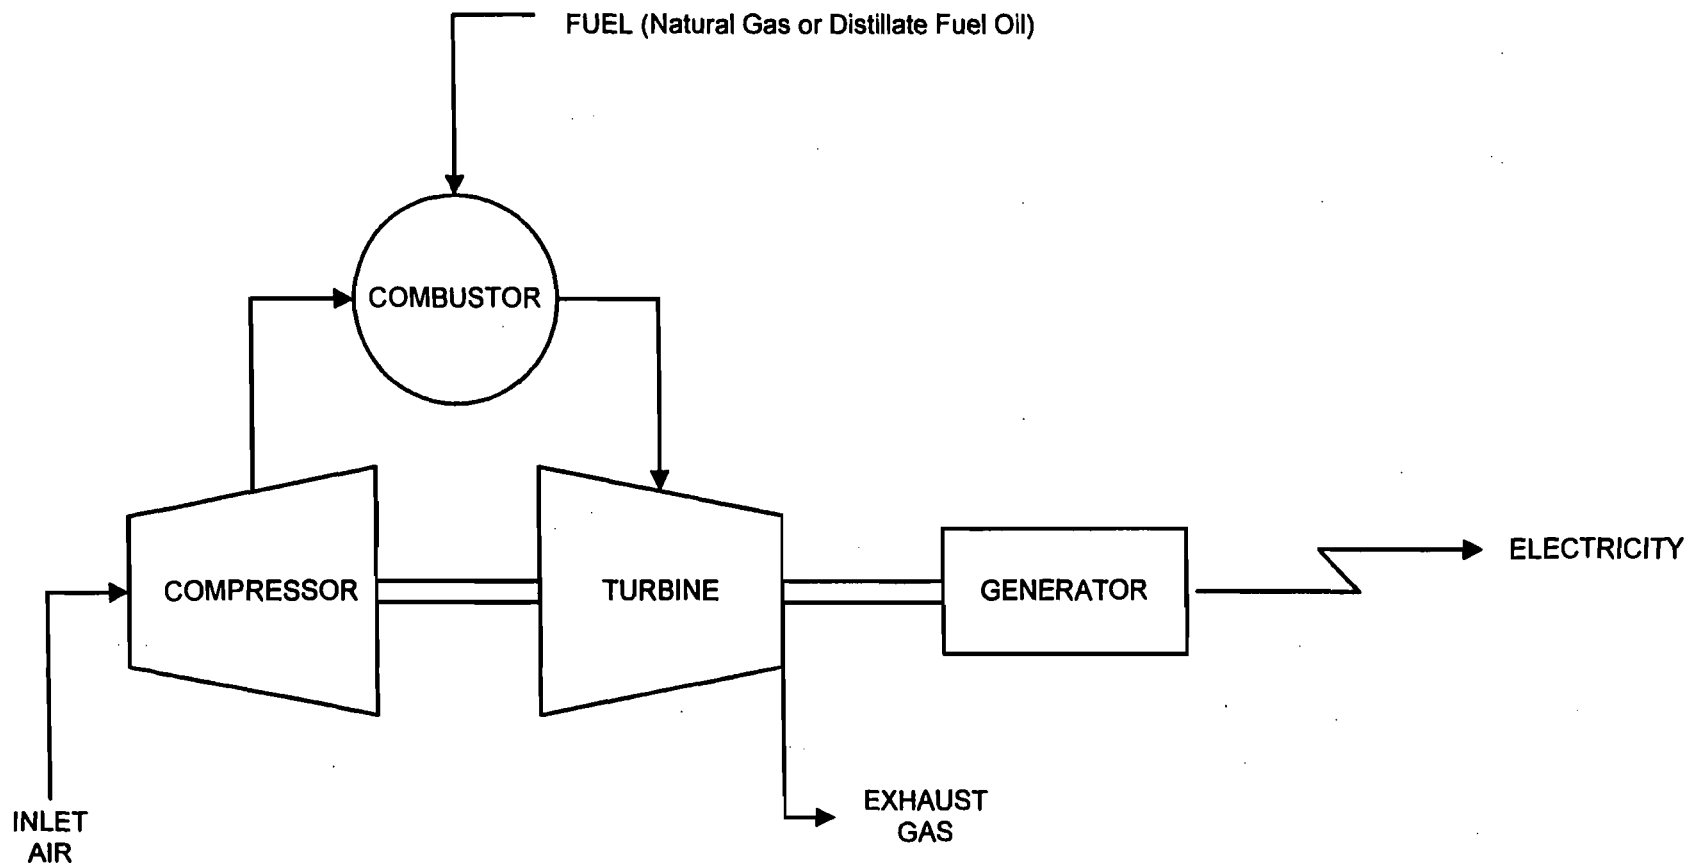 FUEL (Natural Gas or Distillate Fuel Oil)
COMBUSTOR
COMPRESSOR
TURBINE
GENERATOR
ELECTRICITY
INLET
AIR
EXHAUST
GAS